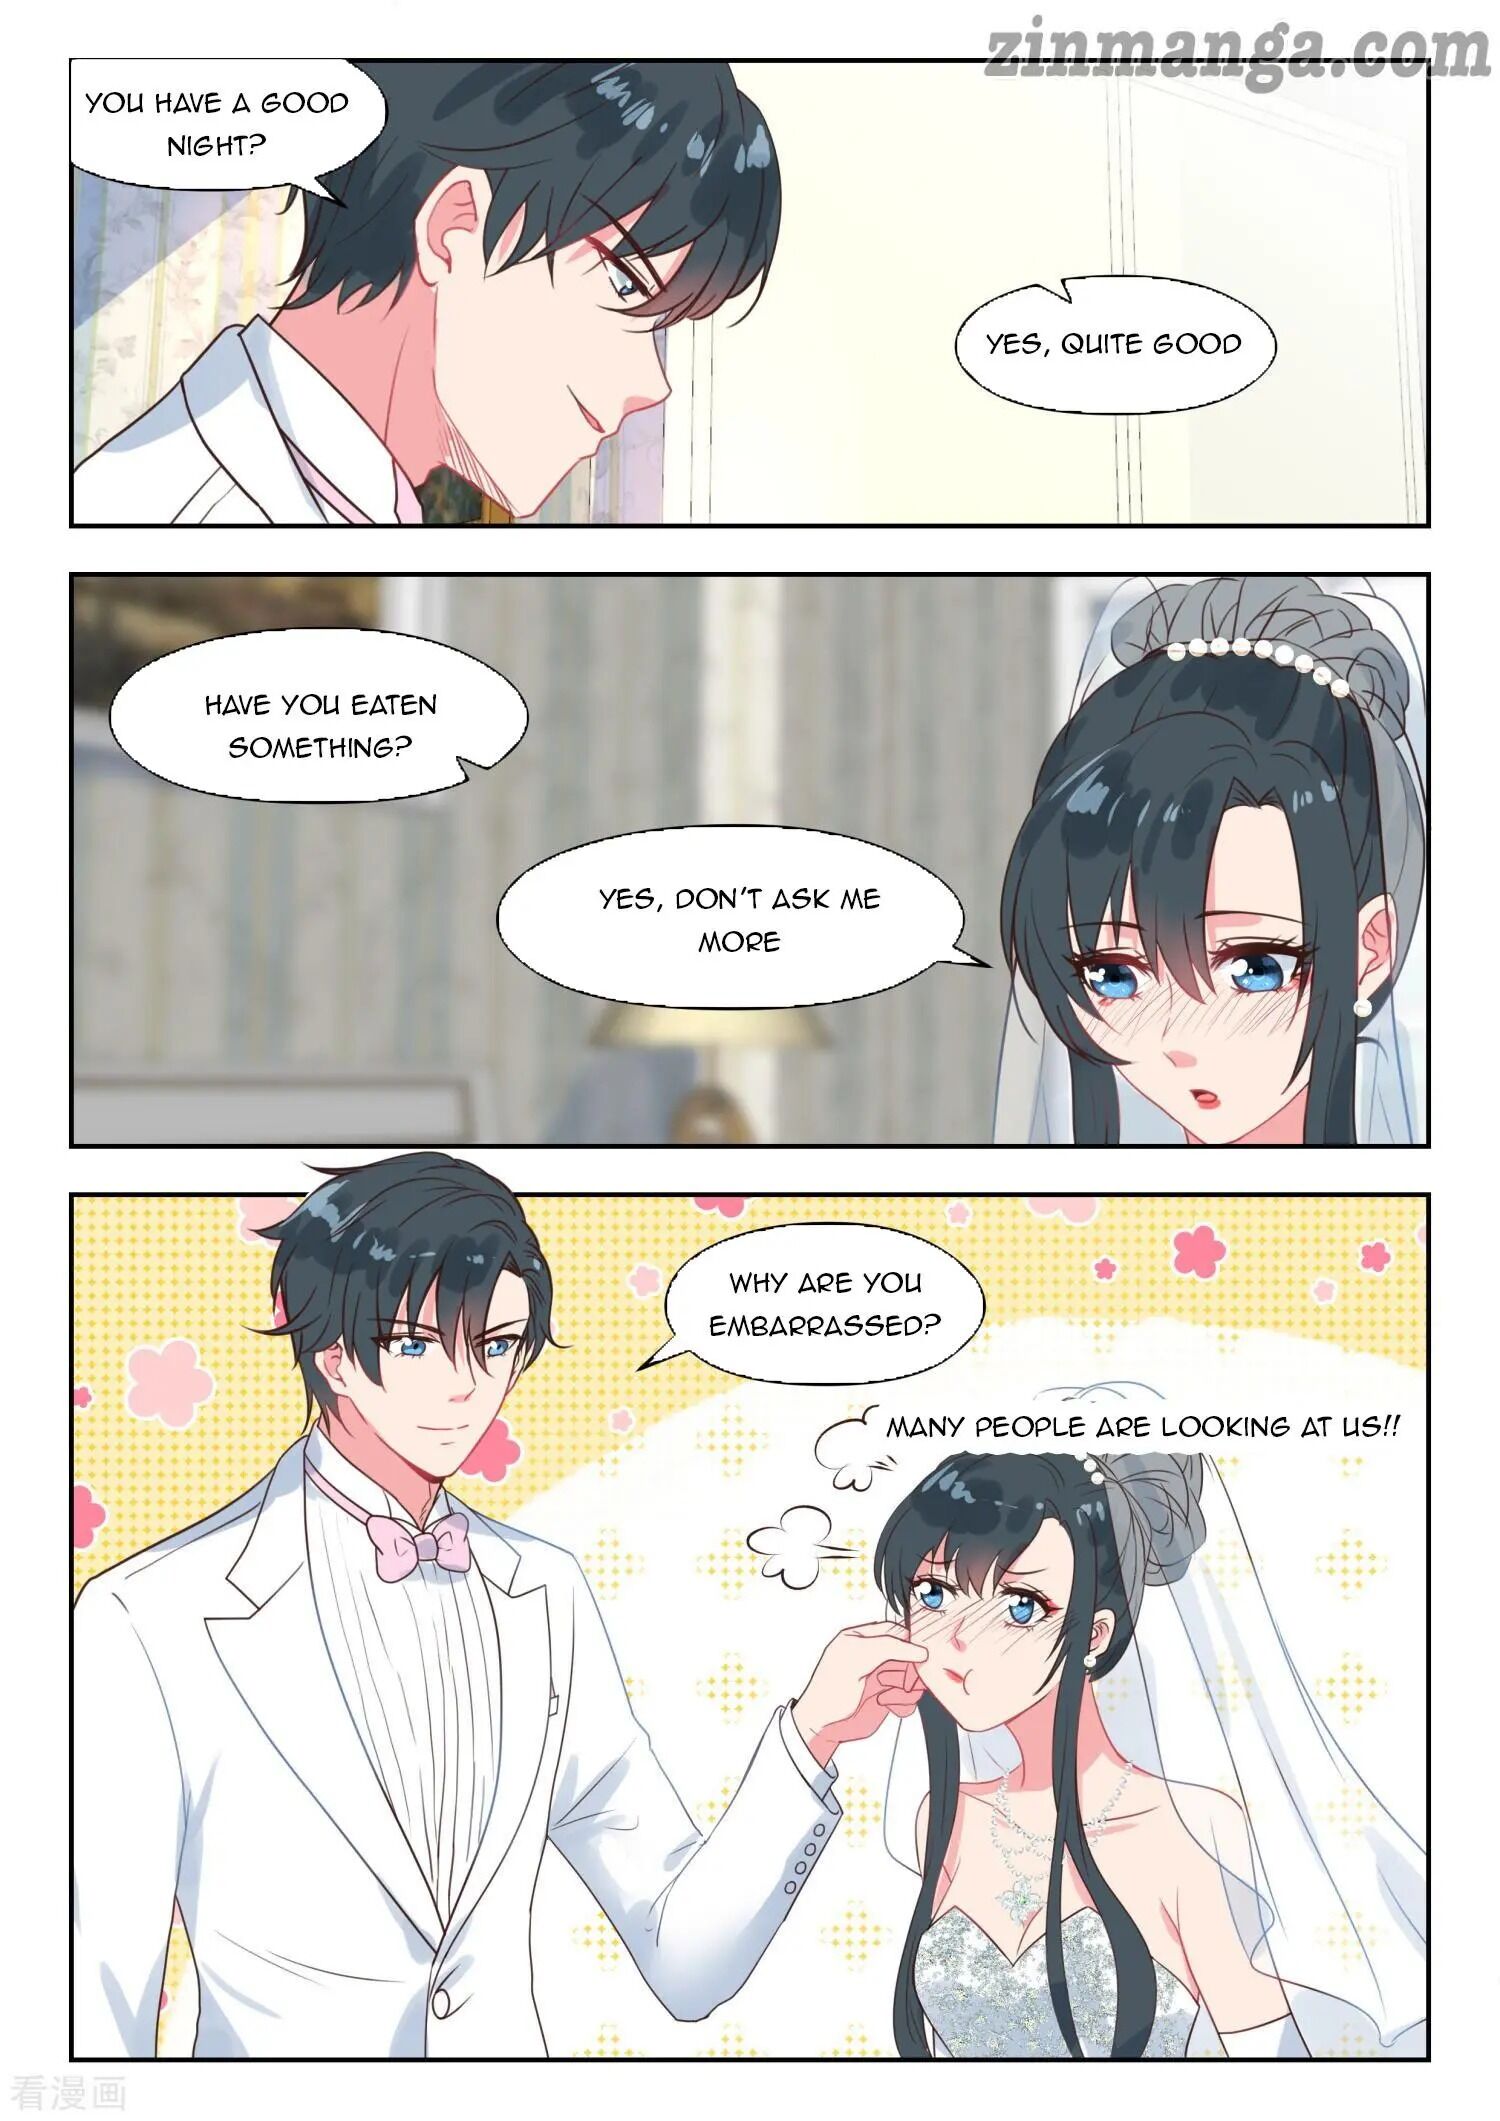 zinmanga.com
YOU HAVE A GOOD
NIGHT?
YES, QUITE GOOD
HAVE YOU EATEN
SOMETHING?
YES, DON'T ASK ME
MORE
WHY ARE YOU
EMBARRASSED?
MANY PEOPLE ARE LOOKING AT US!!
看漫画